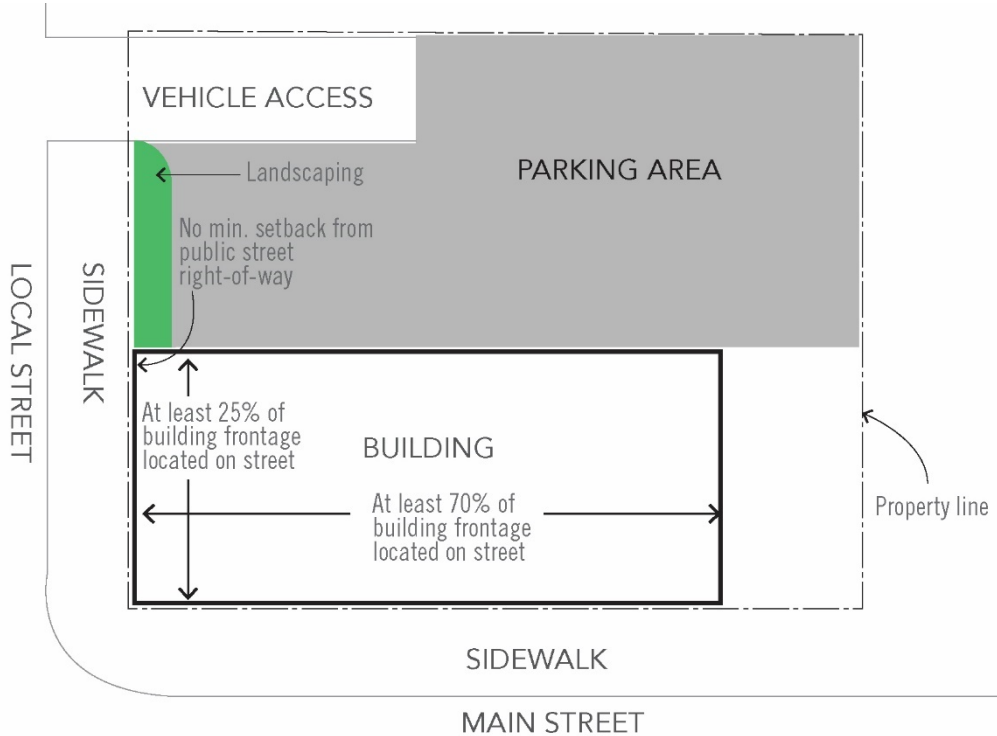 VEHICLE ACCESS
PARKING AREA
Landscaping
No min. setback from
public street
right-of-way
LOCAL STREET
SIDEWALK
At least 25% of
building frontage
located on street
BUILDING
At least 70% of
building frontage
located on street
Property line
SIDEWALK
MAIN STREET